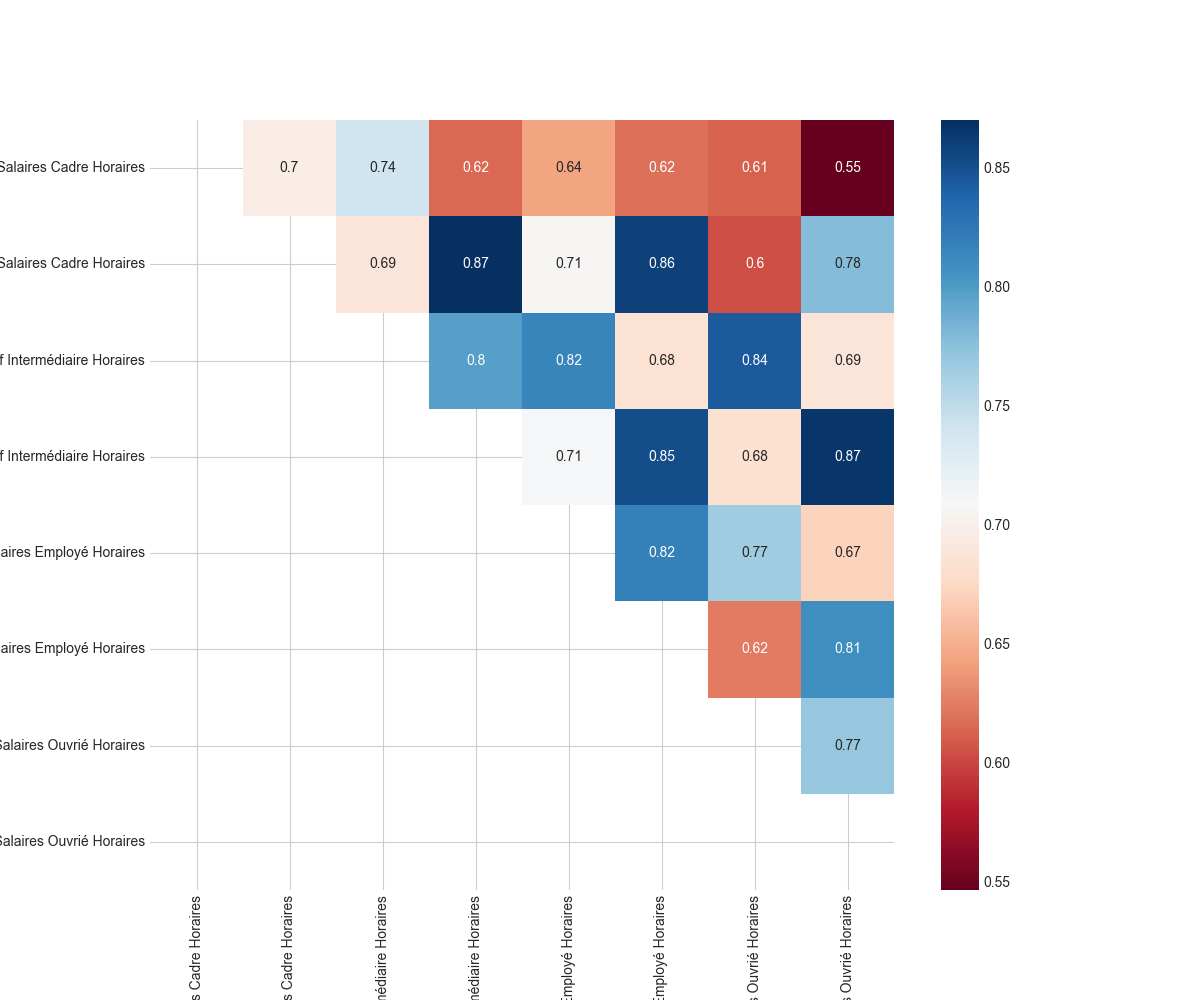 Salaires Cadre Horaires 0.7 0.74 0.62 0.64 0.62 0.61 0.55
Salaires Cadre Horaires 0.69 0.87 0.71 0.86 0.6 0.78
Intermédiaire Horaires 0.8 0.82 0.68 0.84 0.69
Intermédiaire Horaires 0.71 0.85 0.68 0.87
aires Employé Horaires 0.82 0.77 0.67
aires Employé Horaires 0.62 0.81
Salaires Ouvrié Horaires 0.77
Salaires Ouvrié Horaires
s Cadre Horaires
s Cadre Horaires
médiaire Horaires
médiaire Horaires
Employé Horaires
Employé Horaires
s Ouvrié Horaires
s Ouvrié Horaires
0.85
0.80
0.75
0.70
0.65
0.60
0.55